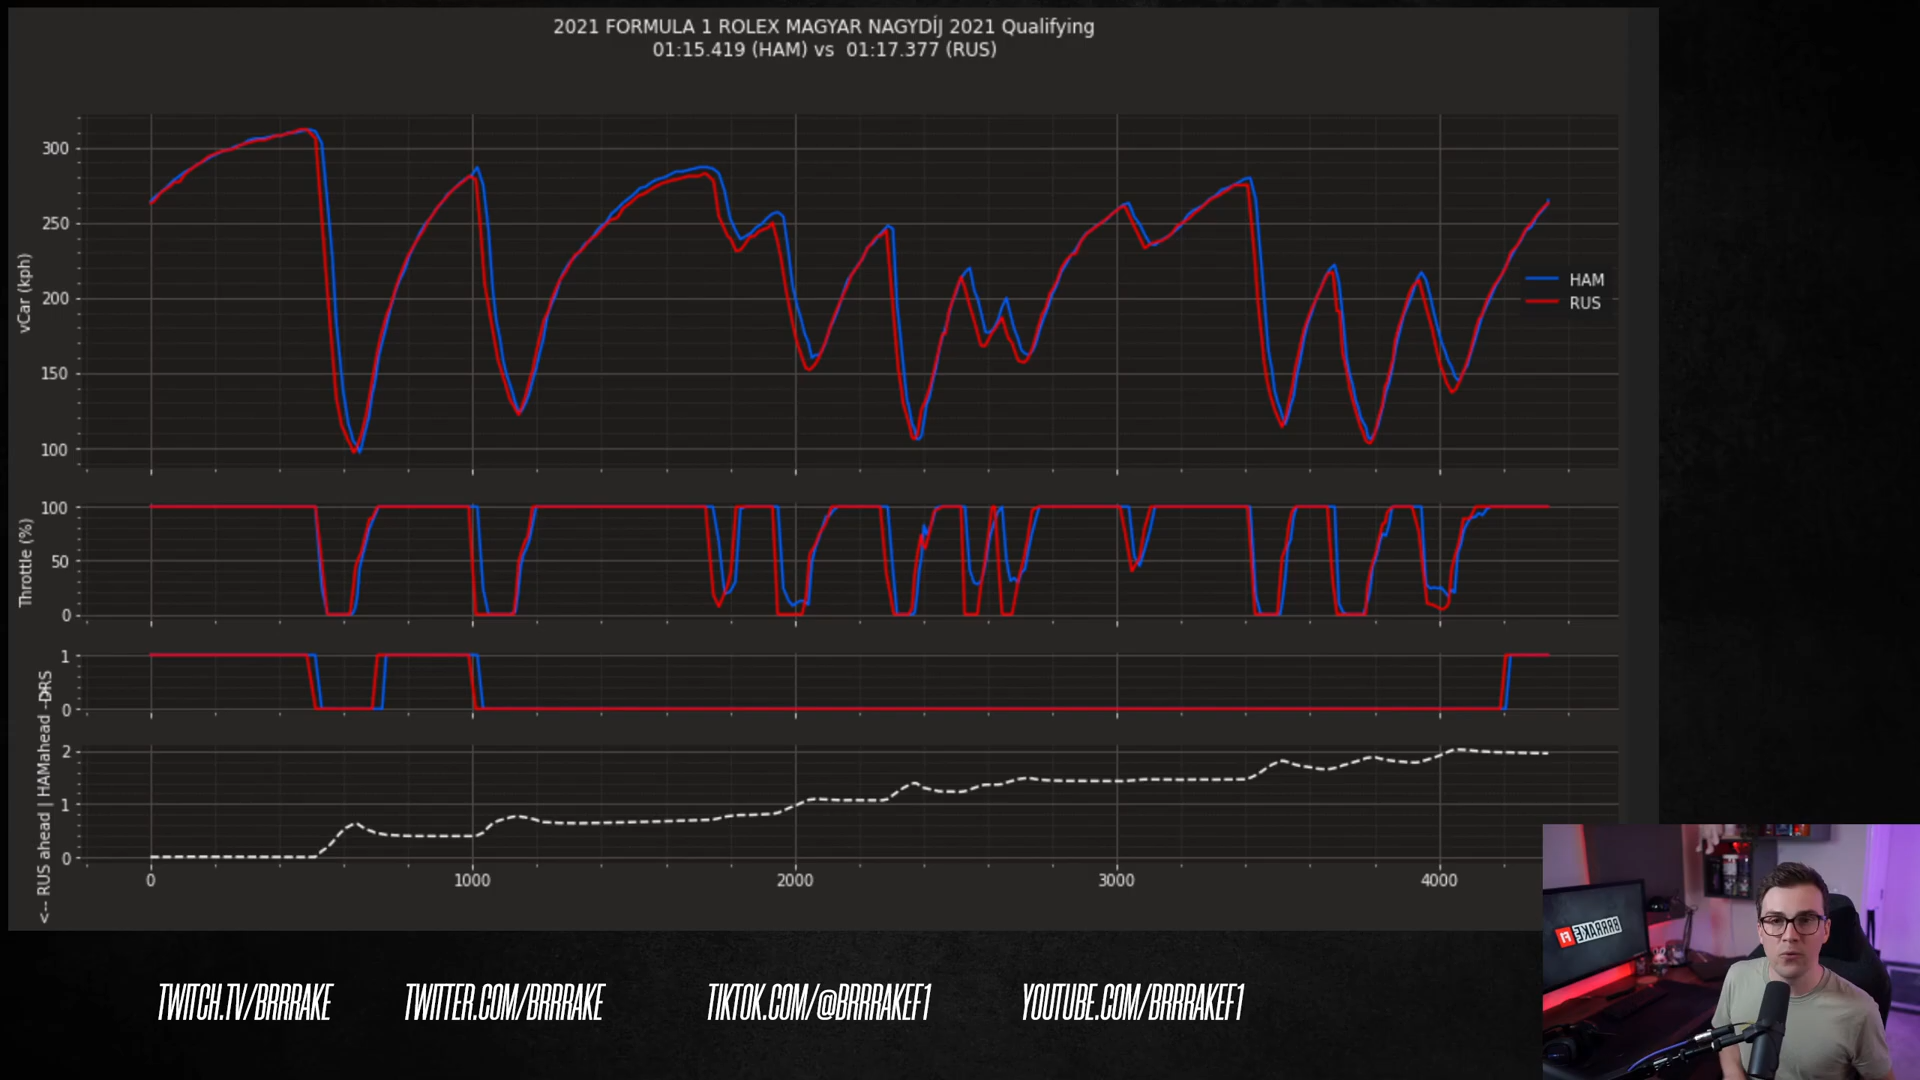 2021 FORMULA 1 ROLEX MAGYAR NAGYDÍJ 2021 Qualifying
01:15.419 (HAM) vs 01:17.377 (RUS)
vCar (kph)
300
250
200
150
100
HAM
RUS
Throttle (%)
100
50
0
DRS
1
0
<-- RUS ahead | HAMahead -->
2
1
0
0
1000
2000
3000
4000
BRRRAKE
F1
TWITCH.TV/BRRRAKE
TWITTER.COM/BRRRAKE
TIKTOK.COM/@BRRRAKEF1
YOUTUBE.COM/BRRRAKEF1